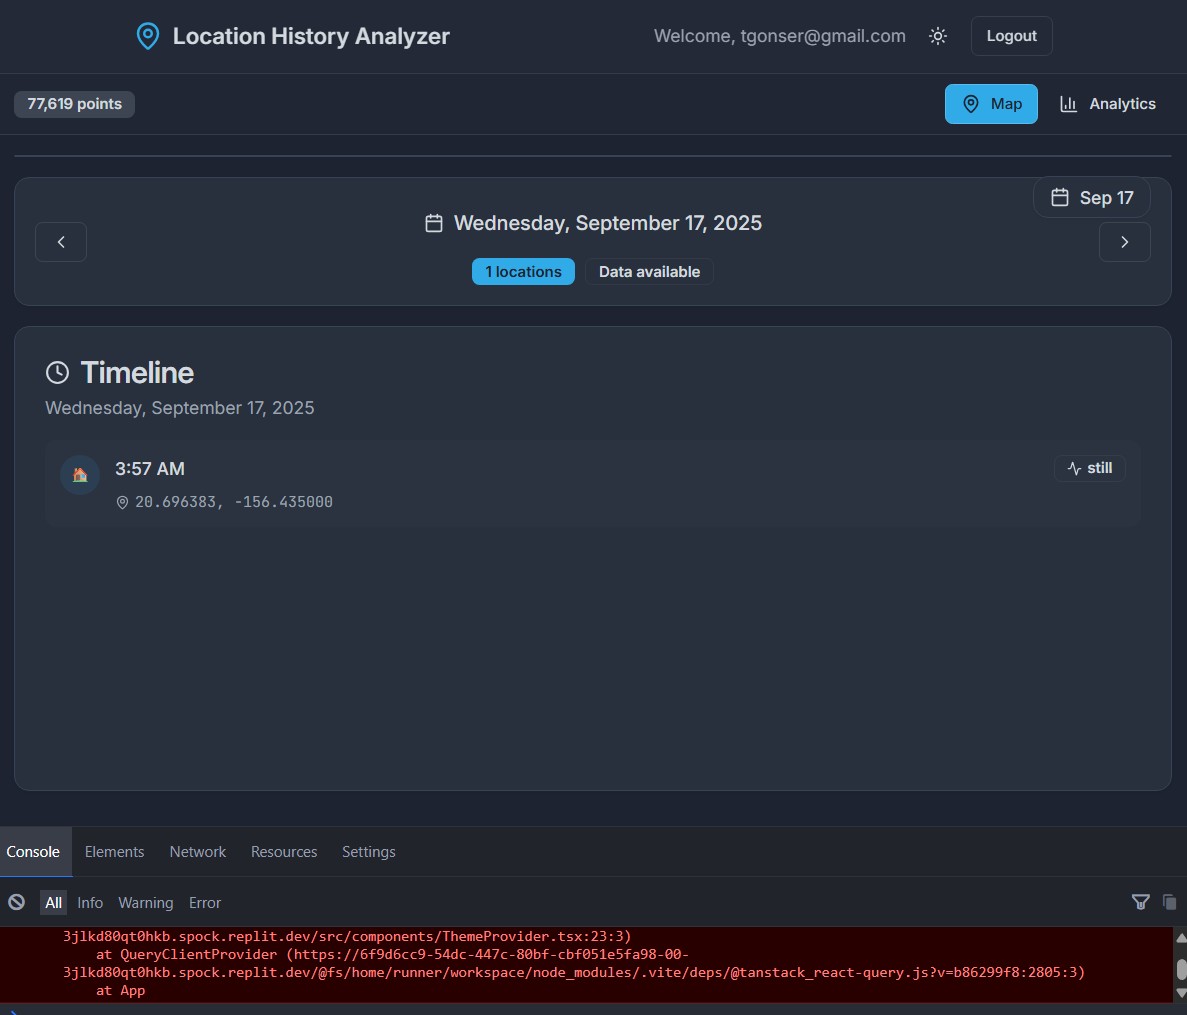 Location History Analyzer
Welcome, tgonser@gmail.com
Logout
77,619 points
Map
Analytics
Sep 17
Wednesday, September 17, 2025
1 locations
Data available
Timeline
Wednesday, September 17, 2025
3:57 AM
still
20.696383, -156.435000
Console
Elements
Network
Resources
Settings
All
Info
Warning
Error
3jlkd80qt0hkb.spock.replit.dev/src/components/ThemeProvider.tsx:23:3)
at QueryClientProvider (https://6f9d6cc9-54dc-447c-80bf-cbf051e5fa98-00-
3jlkd80qt0hkb.spock.replit.dev/@fs/home/runner/workspace/node_modules/.vite/deps/@tanstack_react-query.js?v=b86299f8:2805:3)
at App